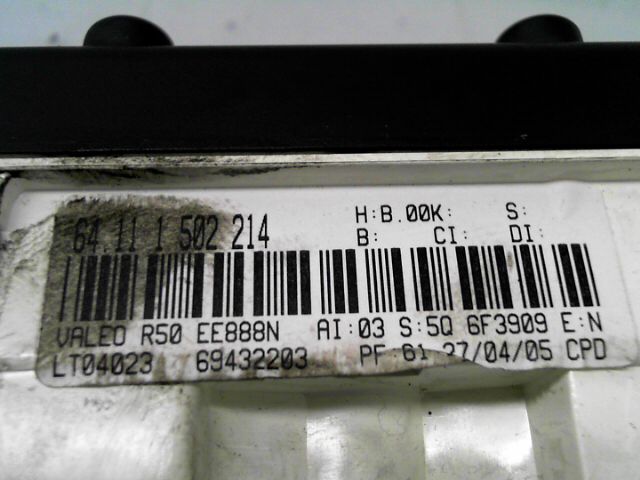 64.11 1 502 214 H:B.00K: S:
B: CI: DI:
VALEO R50 EE888N AI:03 S:5Q 6F3909 E:N
LT04023 69432203 PF:61 27/04/05 CPD